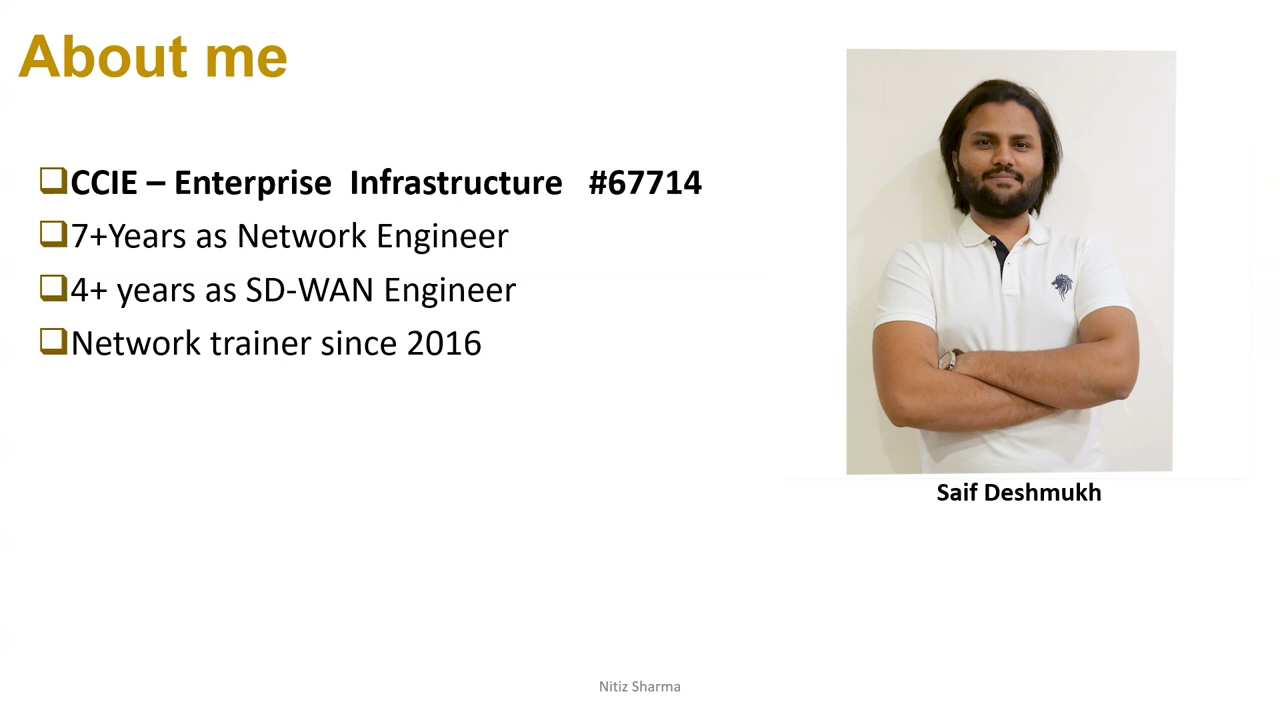 About me
CCIE – Enterprise Infrastructure #67714
7+Years as Network Engineer
4+ years as SD-WAN Engineer
Network trainer since 2016
Saif Deshmukh
Nitiz Sharma